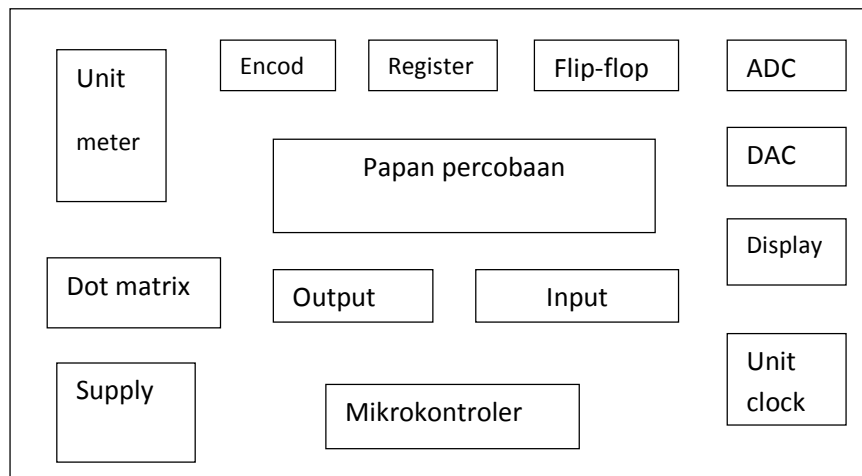 Unit
meter
Encod
Register
Flip-flop
ADC
Papan percobaan
DAC
Display
Dot matrix
Output
Input
Unit
clock
Supply
Mikrokontroler